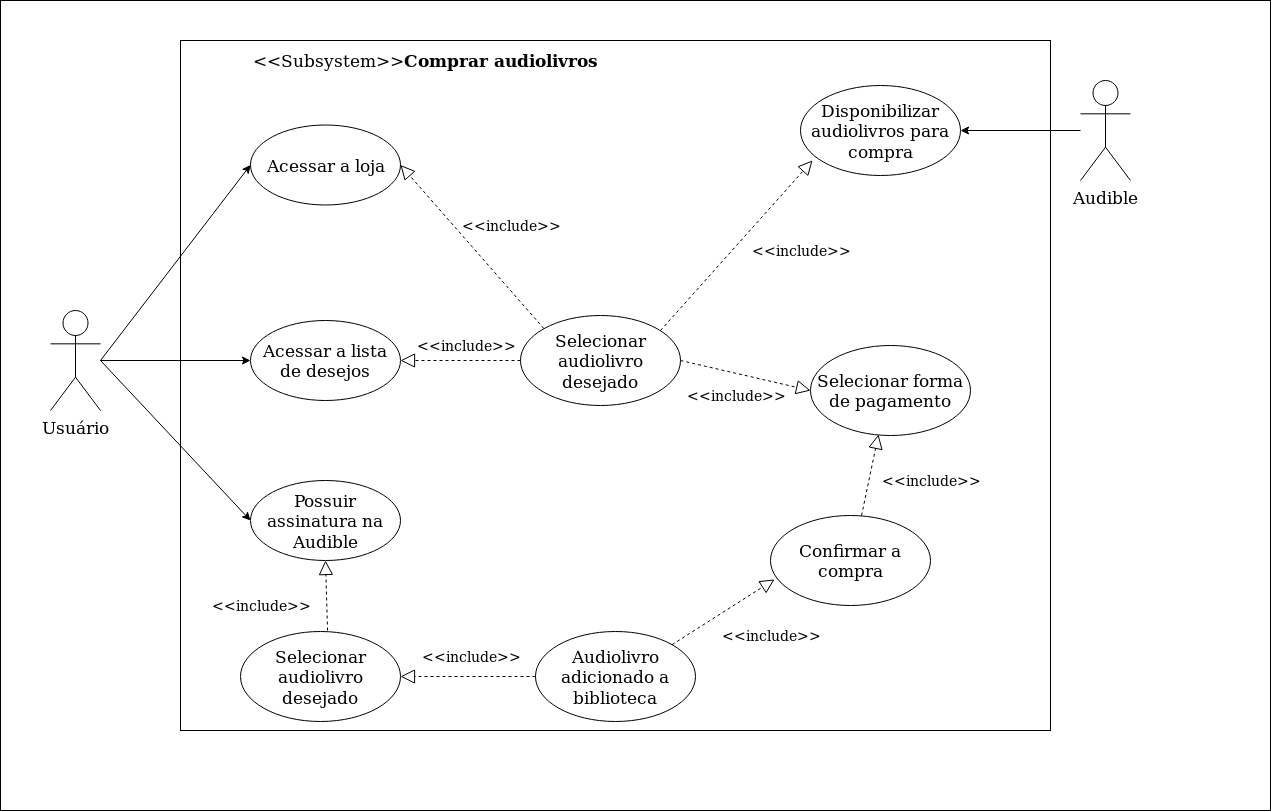 <<Subsystem>>Comprar audiolivros
Disponibilizar
audiolivros para
compra
Acessar a loja
Audible
<<include>>
<<include>>
Acessar a lista
de desejos
<<include>>
Selecionar
audiolivro
desejado
Selecionar forma
de pagamento
<<include>>
Usuário
<<include>>
Possuir
assinatura na
Audible
Confirmar a
compra
<<include>>
<<include>>
Selecionar
audiolivro
desejado
<<include>>
Audiolivro
adicionado a
biblioteca